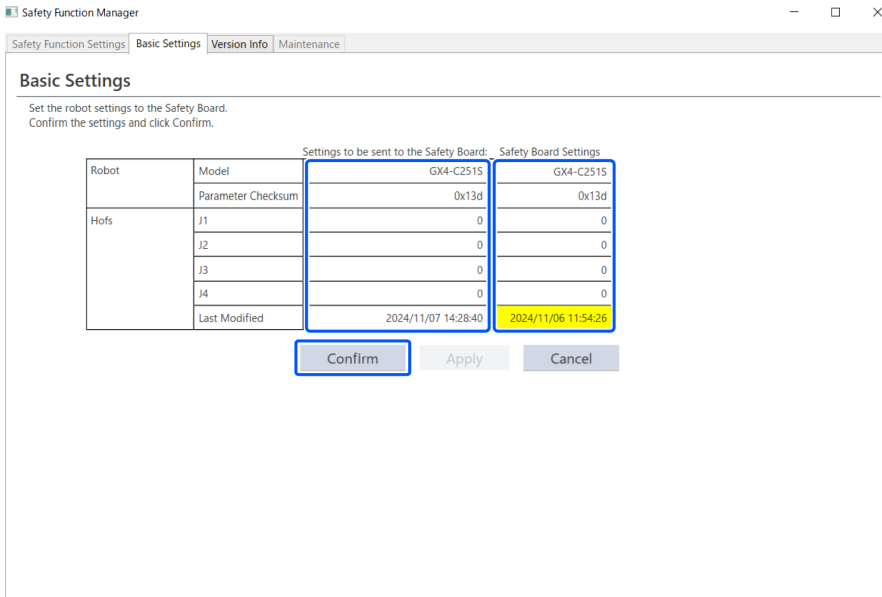 Safety Function Manager
Safety Function Settings Basic Settings Version Info Maintenance
Basic Settings
Set the robot settings to the Safety Board.
Confirm the settings and click Confirm.
Settings to be sent to the Safety Board: Safety Board Settings
Robot Model GX4-C251S GX4-C251S
Parameter Checksum 0x13d 0x13d
Hofs J1 0 0
J2 0 0
J3 0 0
J4 0 0
Last Modified 2024/11/07 14:28:40 2024/11/06 11:54:26
Confirm Apply Cancel